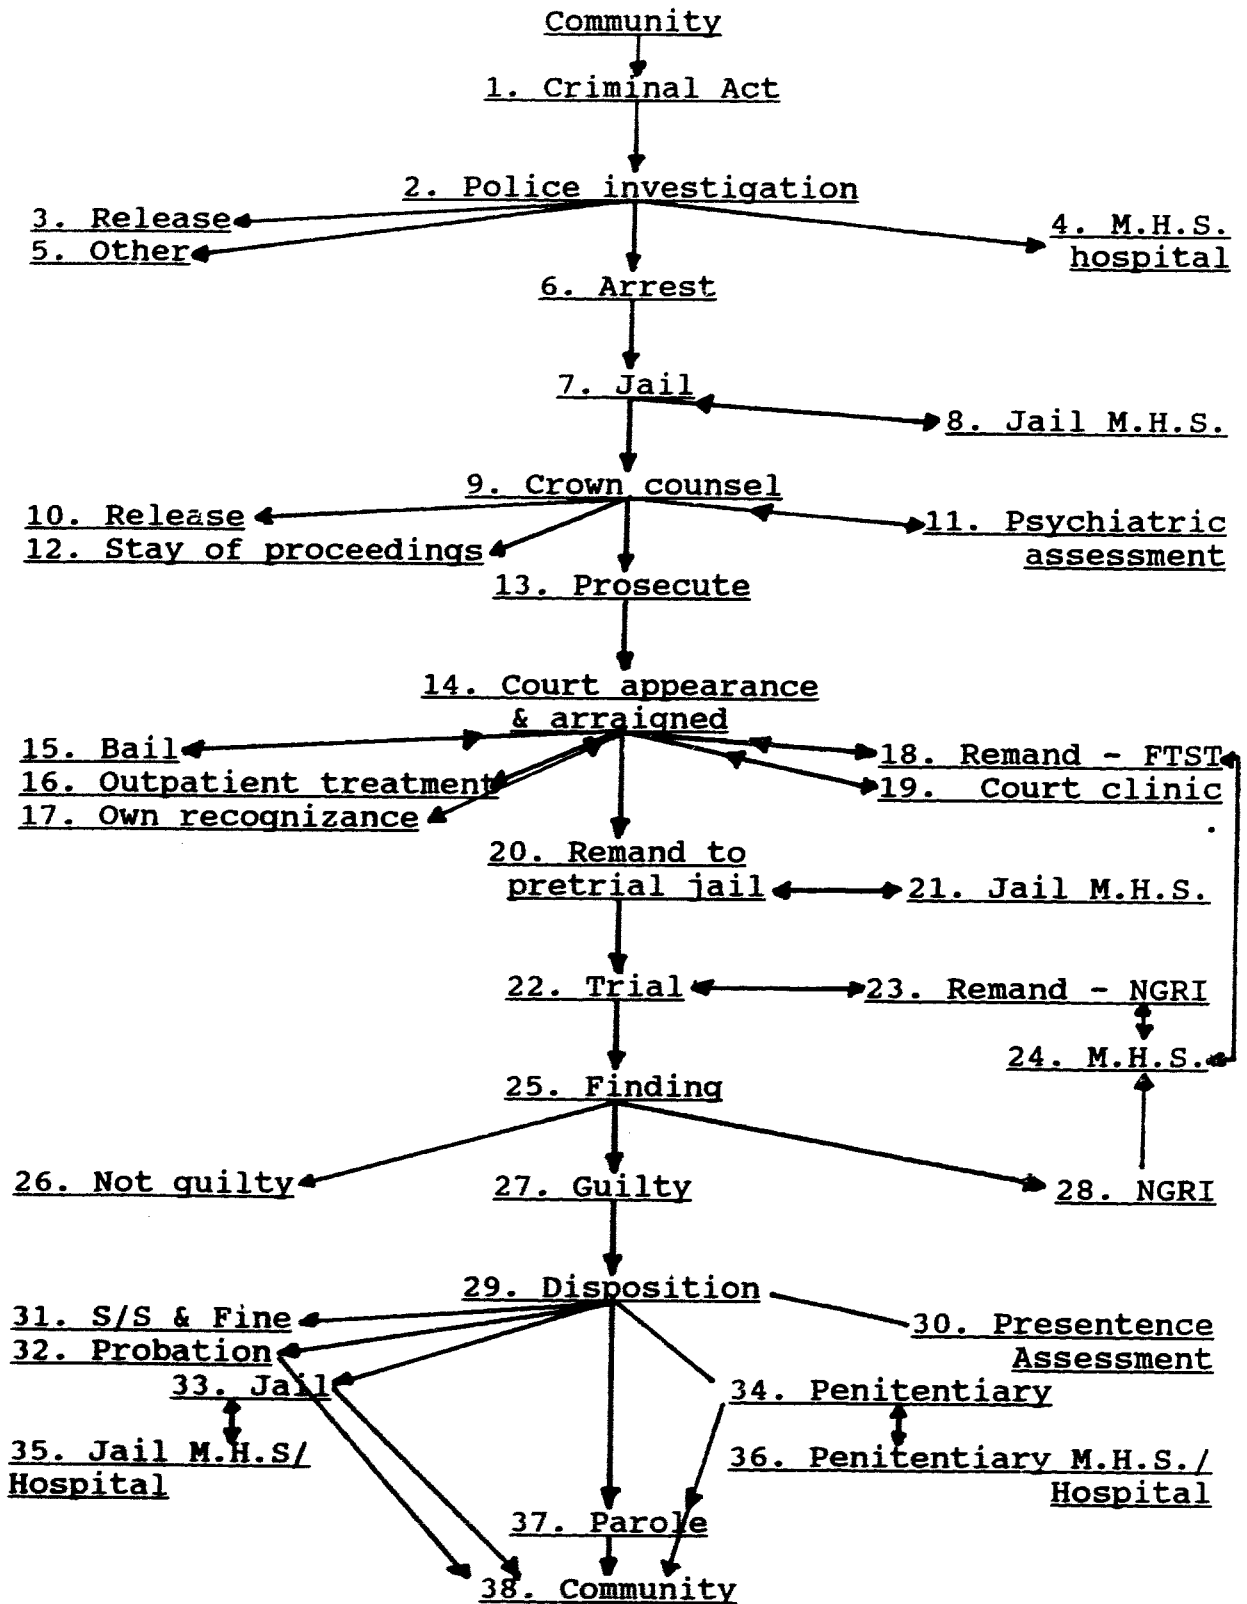 Community
1. Criminal Act
2. Police investigation
3. Release
4. M.H.S.
5. Other
hospital
6. Arrest
7. Jail
8. Jail M.H.S.
9. Crown counsel
10. Release
11. Psychiatric
12. Stay of proceedings
assessment
13. Prosecute
14. Court appearance
& arraigned
15. Bail
18. Remand - FTST
16. Outpatient treatment
19. Court clinic
17. Own recognizance
20. Remand to
pretrial jail
21. Jail M.H.S.
22. Trial
23. Remand - NGRI
24. M.H.S.
25. Finding
26. Not guilty
27. Guilty
28. NGRI
29. Disposition
31. S/S & Fine
30. Presentence
32. Probation
Assessment
33. Jail
34. Penitentiary
35. Jail M.H.S/
Hospital
36. Penitentiary M.H.S./
Hospital
37. Parole
38. Community